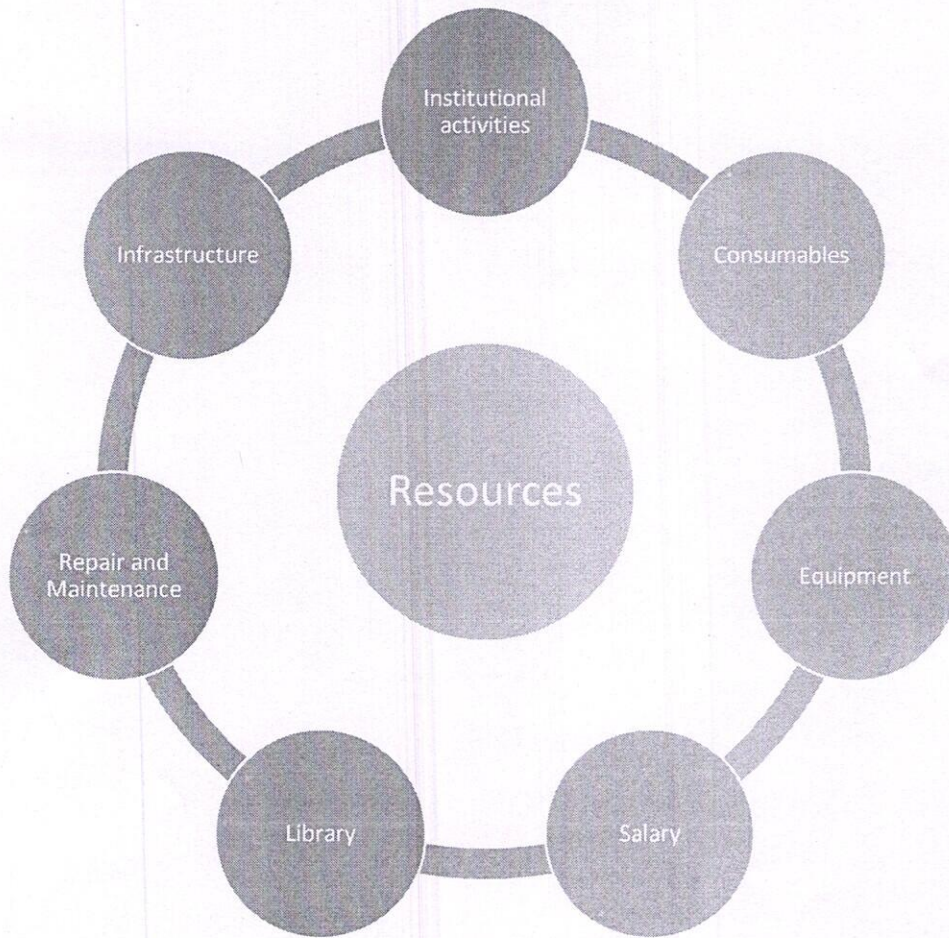 Institutional
activities
Infrastructure
Consumables
Resources
Repair and
Maintenance
Equipment
Library
Salary